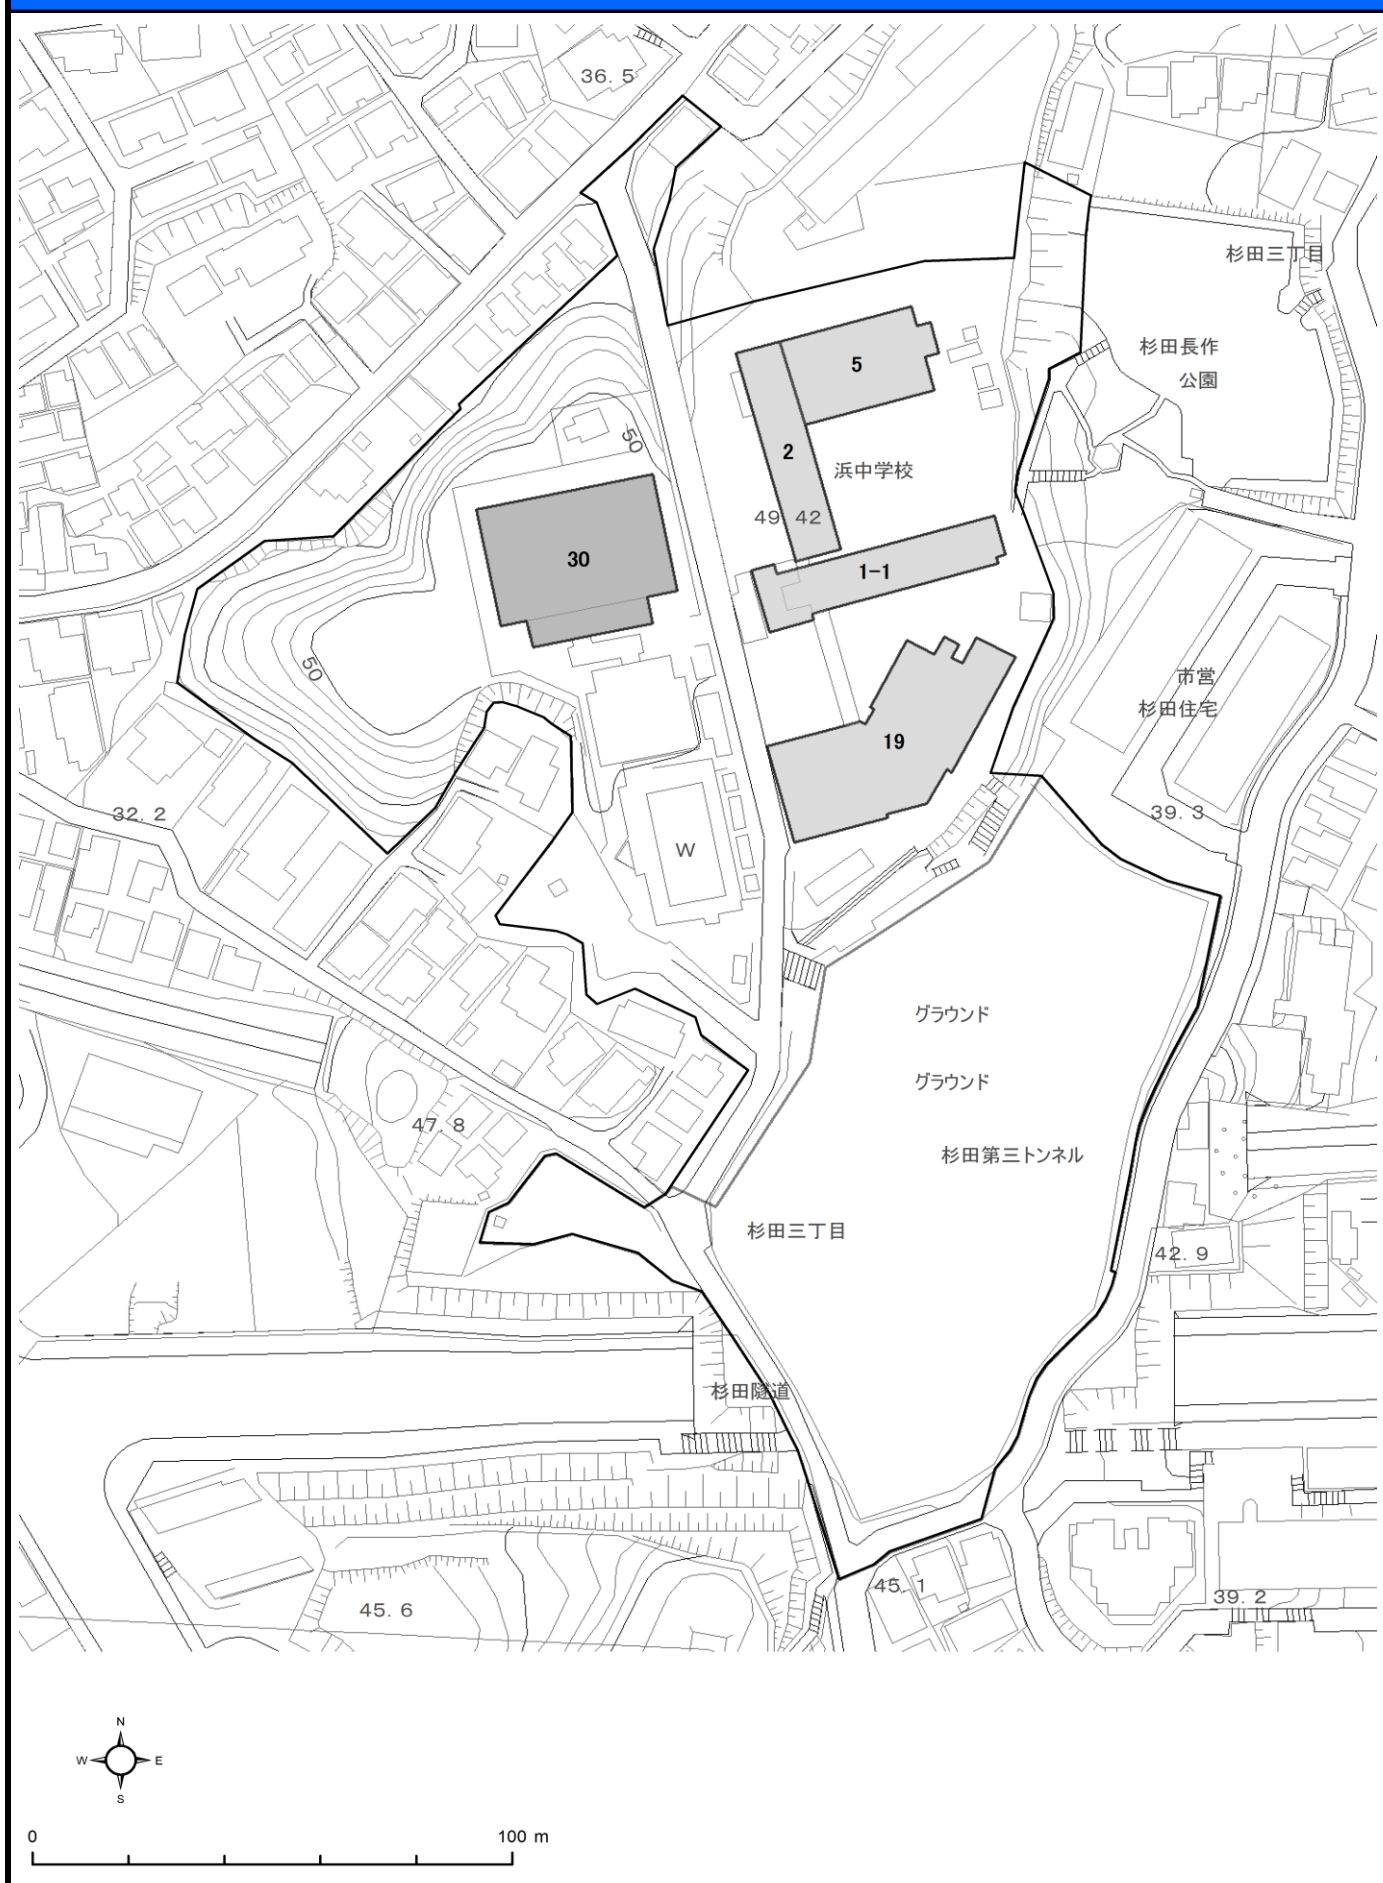 36. 5
杉田三丁目
杉田長作
公園
5
50
2
浜中学校
49. 42
30
1-1
50
市営
杉田住宅
19
32. 2
39. 3
W
グラウンド
グラウンド
47. 8
杉田第三トンネル
杉田三丁目
42. 9
杉田隧道
45. 1
39. 2
45. 6
N
W E
S
0 100 m